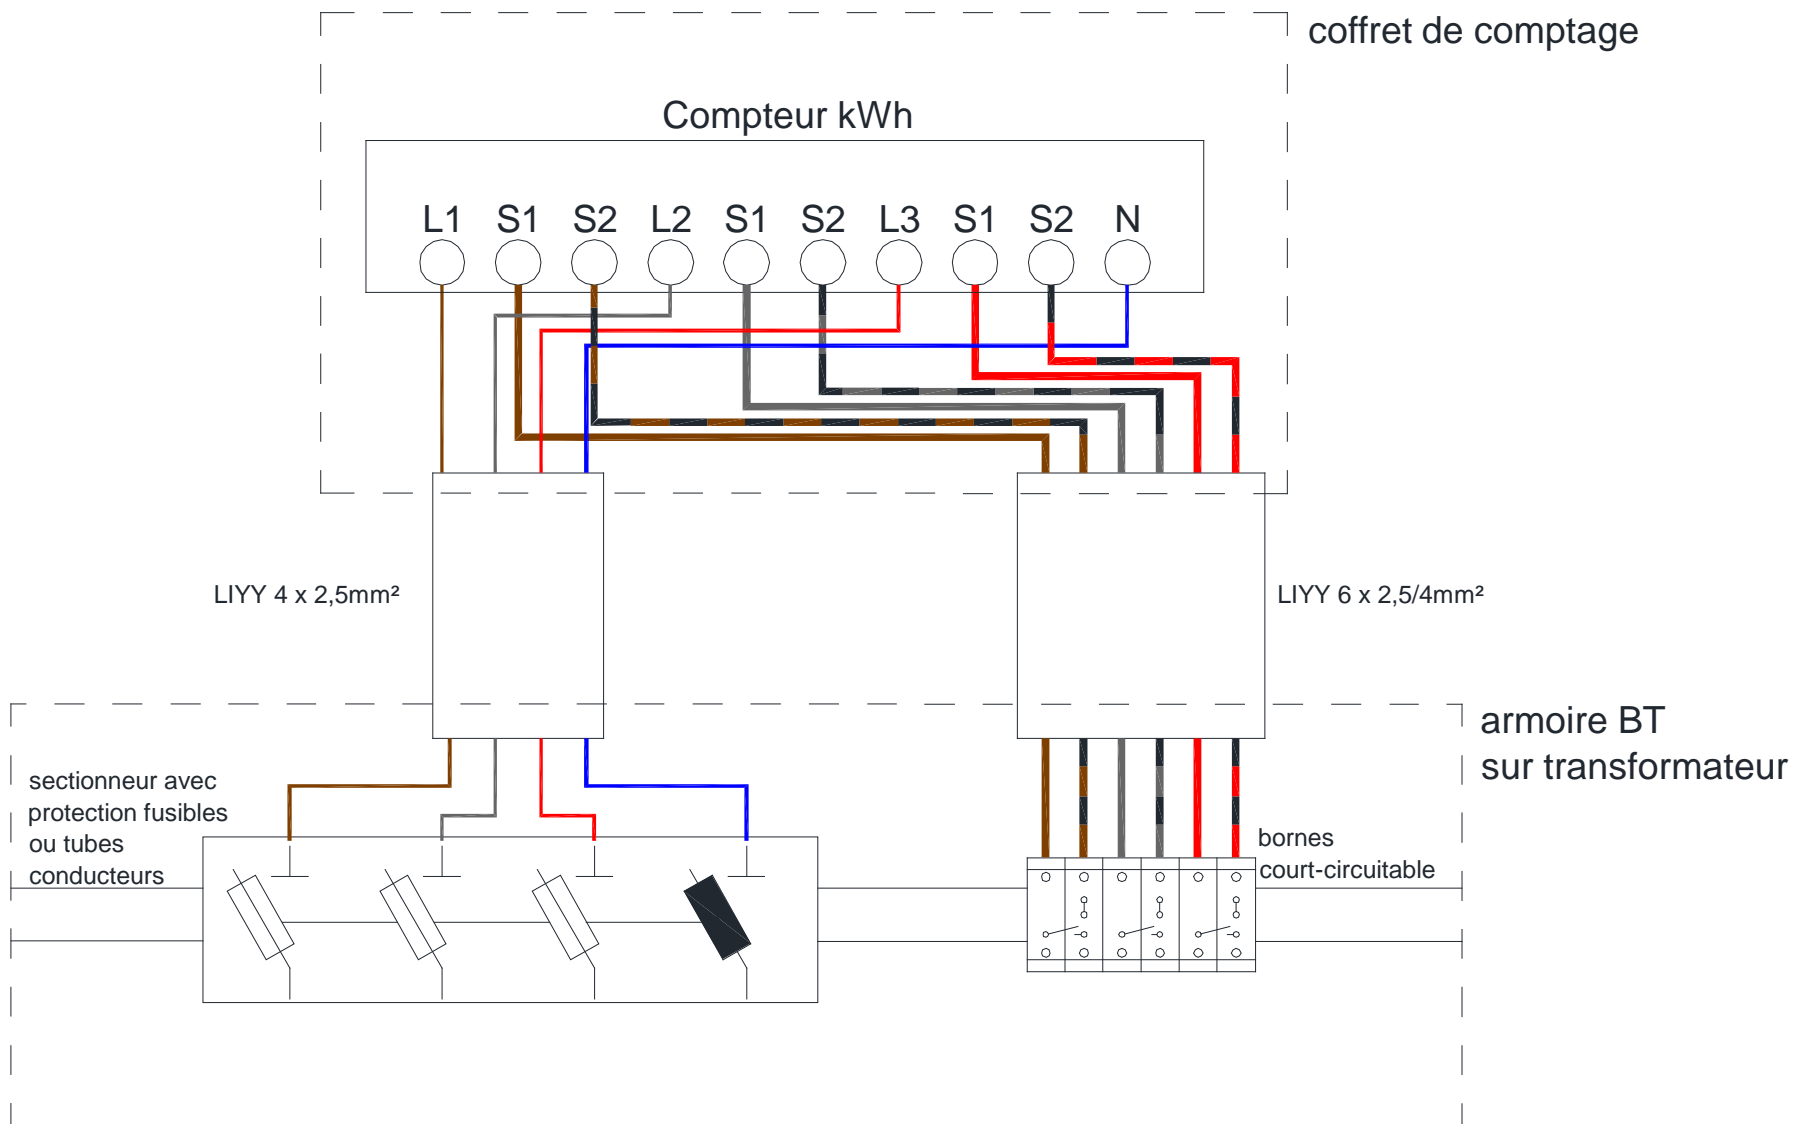 coffret de comptage
Compteur kWh
L1 S1 S2 L2 S1 S2 L3 S1 S2 N
LIYY 4 x 2,5mm²
LIYY 6 x 2,5/4mm²
armoire BT
sur transformateur
sectionneur avec
protection fusibles
ou tubes
conducteurs
bornes
court-circuitable